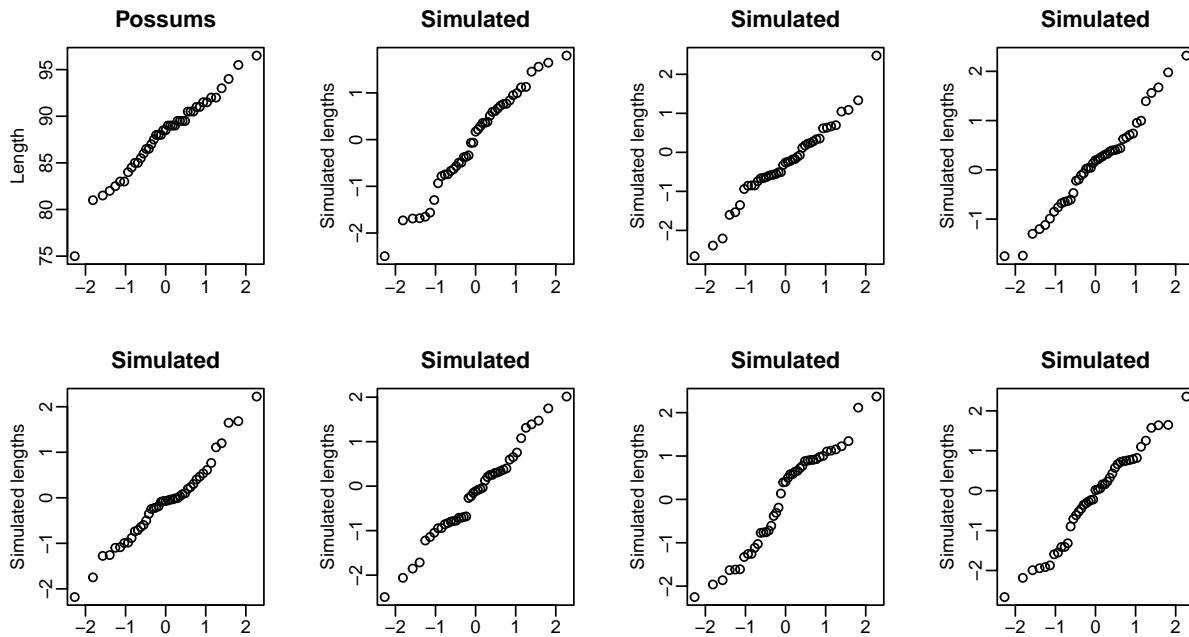 Possums
Simulated
Simulated
Simulated
Length
75 80 85 90 95
−2 −1 0 1 2
Simulated lengths
−2 −1 0 1
−2 −1 0 1 2
Simulated lengths
−2 −1 0 1 2
−2 −1 0 1 2
Simulated lengths
−1 0 1 2
−2 −1 0 1 2
Simulated
Simulated
Simulated
Simulated
Simulated lengths
−2 −1 0 1 2
−2 −1 0 1 2
Simulated lengths
−2 −1 0 1 2
−2 −1 0 1 2
Simulated lengths
−2 −1 0 1 2
−2 −1 0 1 2
Simulated lengths
−2 −1 0 1 2
−2 −1 0 1 2